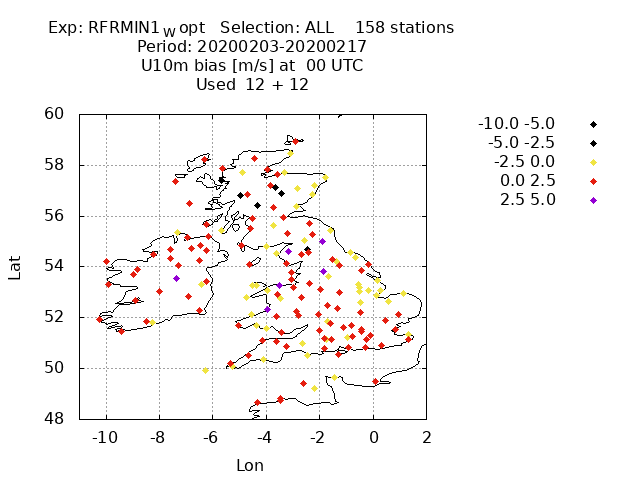 Exp: RFRMIN1W opt Selection: ALL 158 stations
Period: 20200203-20200217
U10m bias [m/s] at 00 UTC
Used 12 + 12
-10.0 -5.0
-5.0 -2.5
-2.5 0.0
0.0 2.5
2.5 5.0
60
58
56
54
52
50
48
Lat
-10 -8 -6 -4 -2 0 2
Lon